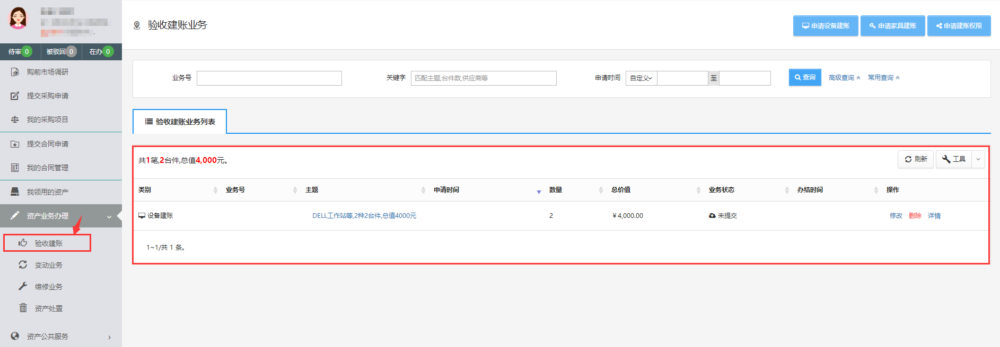 待审 0 被驳回 0 在办 0
购前市场调研
提交采购申请
我的采购项目
提交合同申请
我的合同管理
我领用的资产
资产业务办理
验收建账
变动业务
维修业务
资产处置
资产公共服务
验收建账业务
申请设备建账 申请家具建账 申请建账权限
业务号 关键字 匹配主题,台件数,供应商等 申请时间 自定义 至 查询 高级查询 常用查询
验收建账业务列表
共1笔,2台件,总值4,000元。 刷新 工具
类别 业务号 主题 申请时间 数量 总价值 业务状态 办结时间 操作
设备建账 DELL工作站等,2种2台件,总值4000元 2 ¥4,000.00 未提交 修改 删除 详情
1~1/共 1 条。